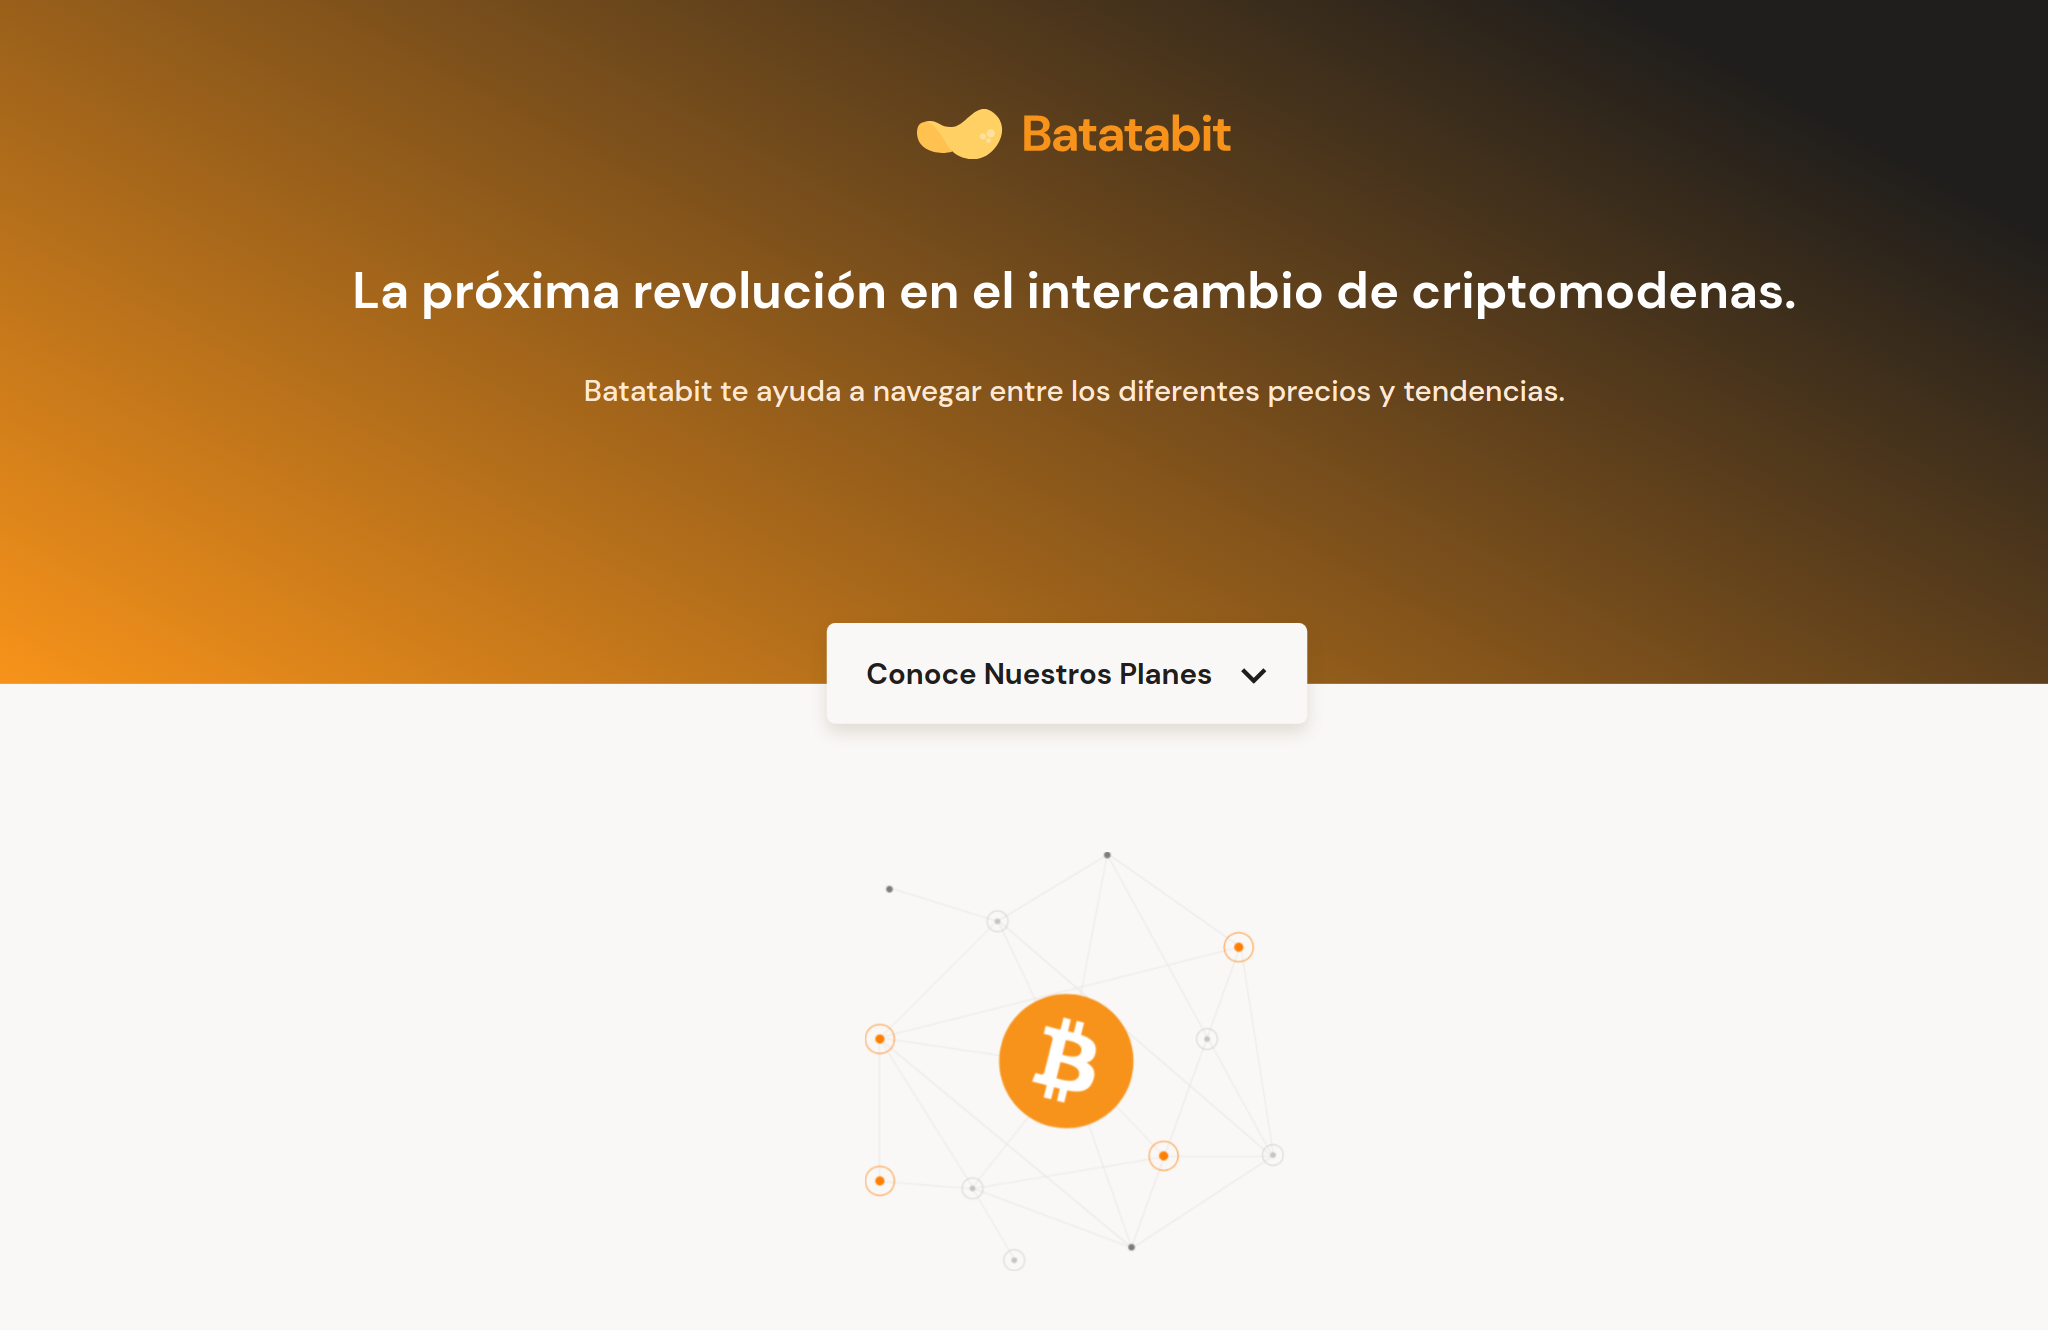 Batatabit
La próxima revolución en el intercambio de criptomodenas.
Batatabit te ayuda a navegar entre los diferentes precios y tendencias.
Conoce Nuestros Planes